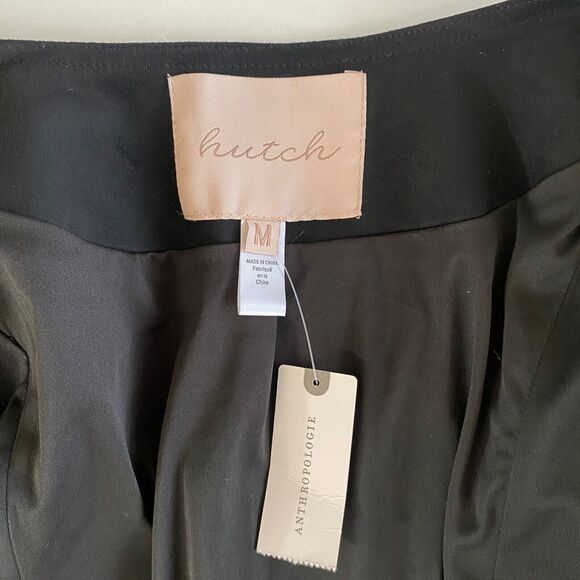 hutch
M
MADE IN CHINA
Fabriqué
en la
Chine
ANTHROPOLOGIE